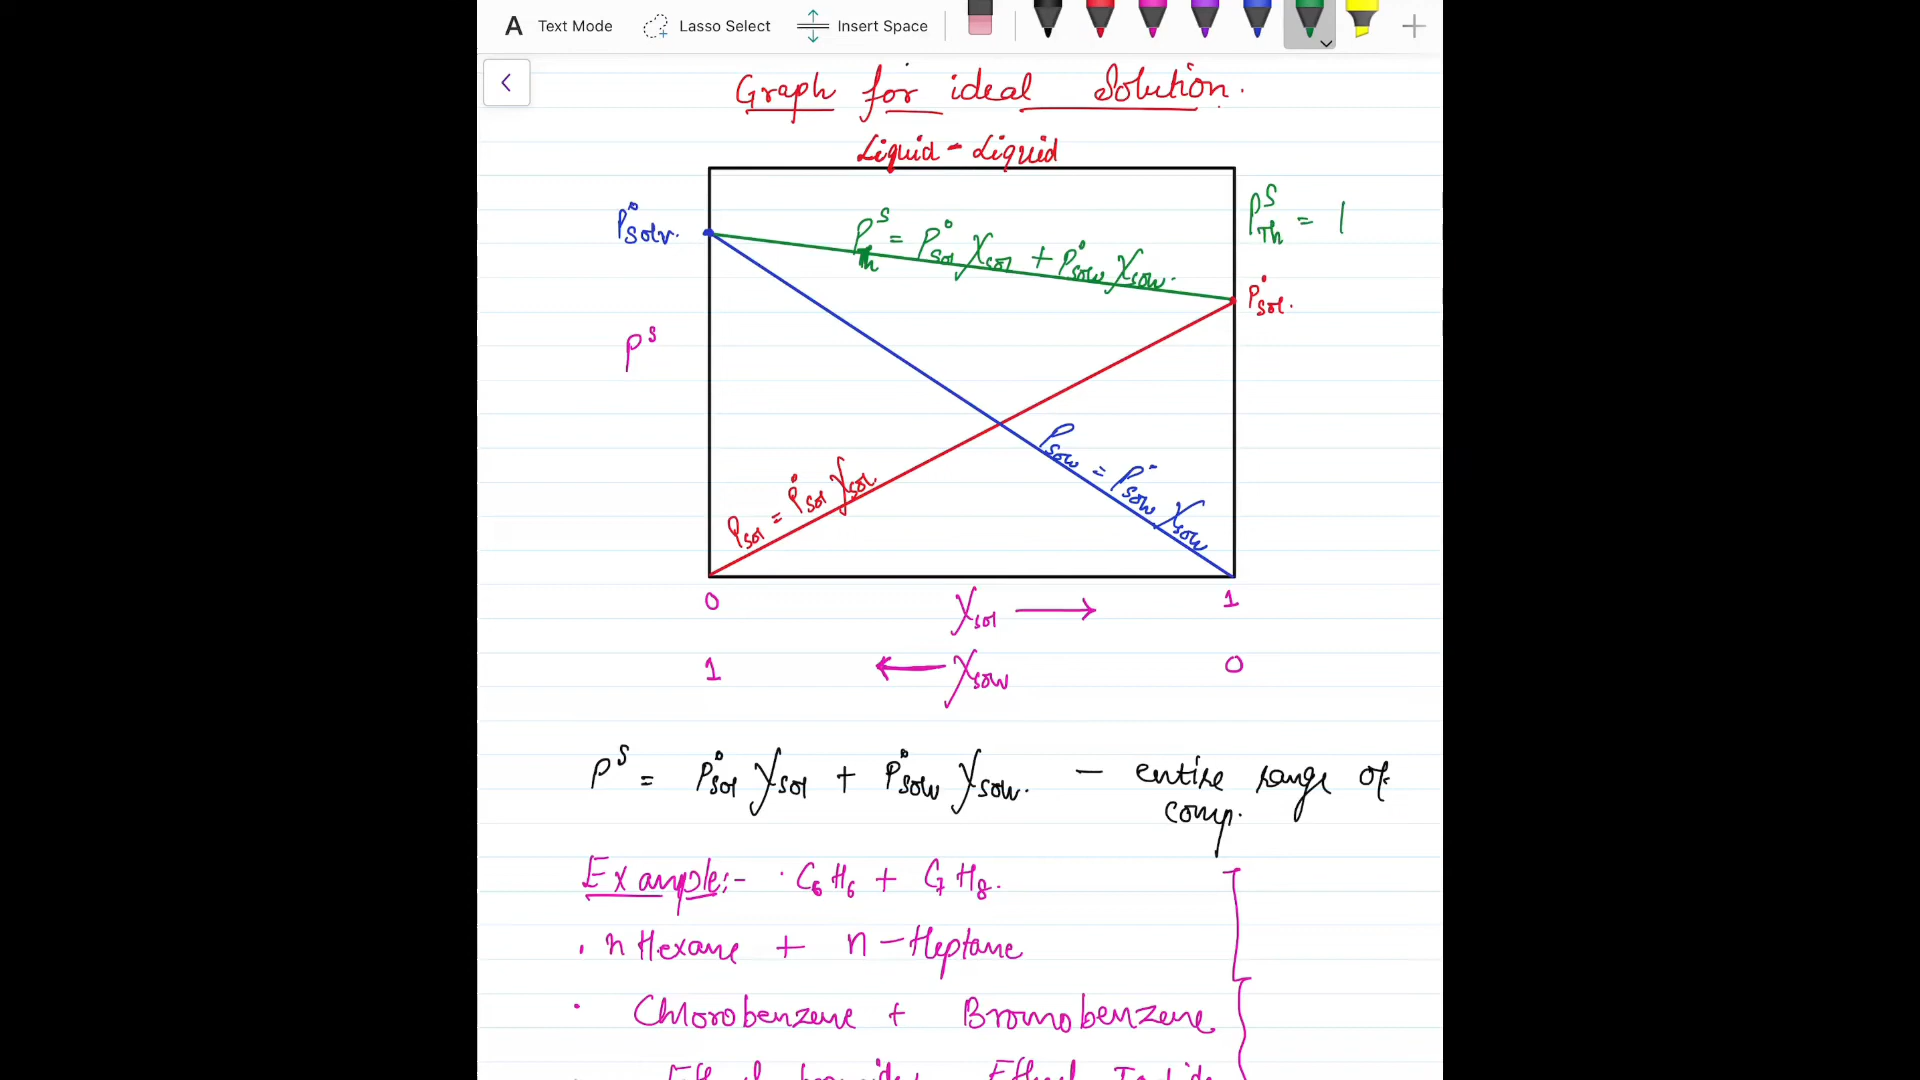 A Text Mode Lasso Select Insert Space
Graph for ideal Solution.
Liquid - Liquid
P°solv.
P^S Th = P°sol Xsol + P°solv Xsolv.
P^S Th = 1
P°sol.
P^S
Psol = P°sol Xsol
Psolv = P°solv Xsolv
0 Xsol → 1
1 ← Xsolv 0
P^S = P°sol Xsol + P°solv Xsolv. — entire range of
comp.
Example:- · C6H6 + C7H8.
· n Hexane + n - Heptane
· Chlorobenzene + Bromobenzene